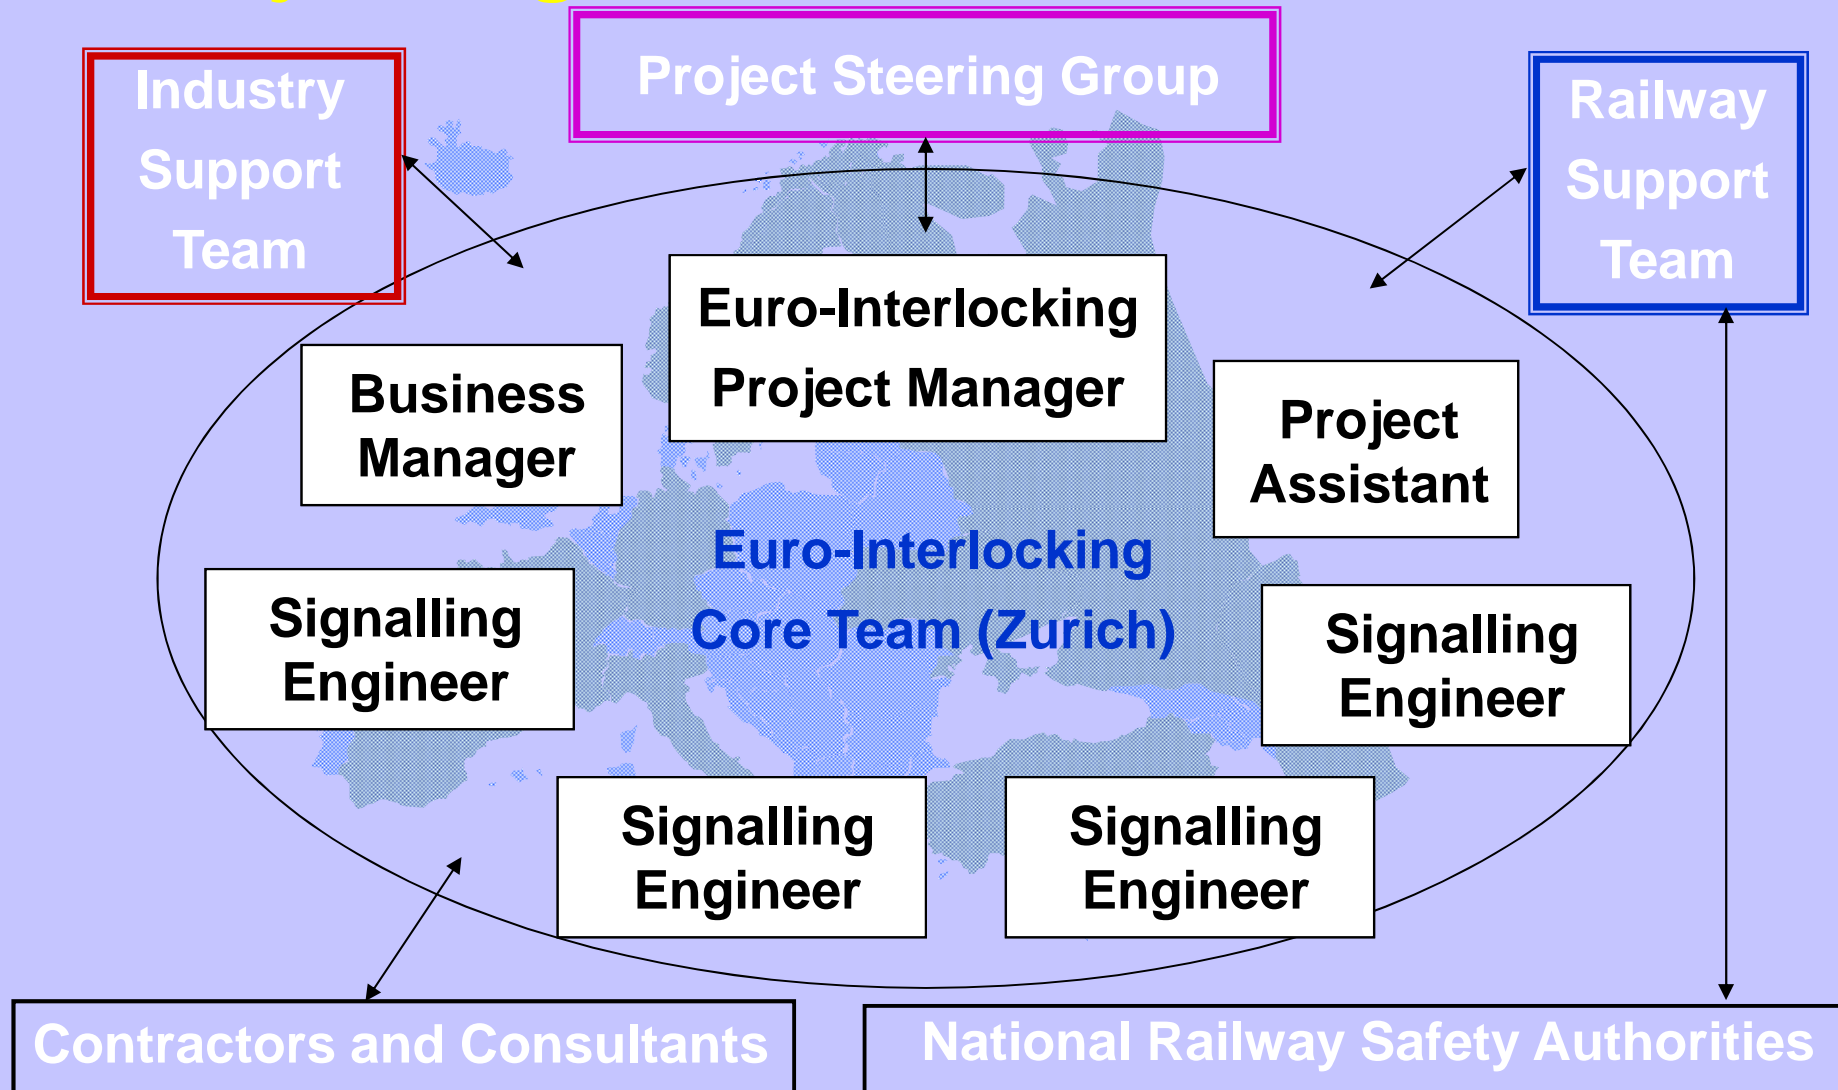 Project Steering Group
Industry
Support
Team
Railway
Support
Team
Euro-Interlocking
Project Manager
Business
Manager
Project
Assistant
Euro-Interlocking
Core Team (Zurich)
Signalling
Engineer
Signalling
Engineer
Signalling
Engineer
Signalling
Engineer
Contractors and Consultants
National Railway Safety Authorities